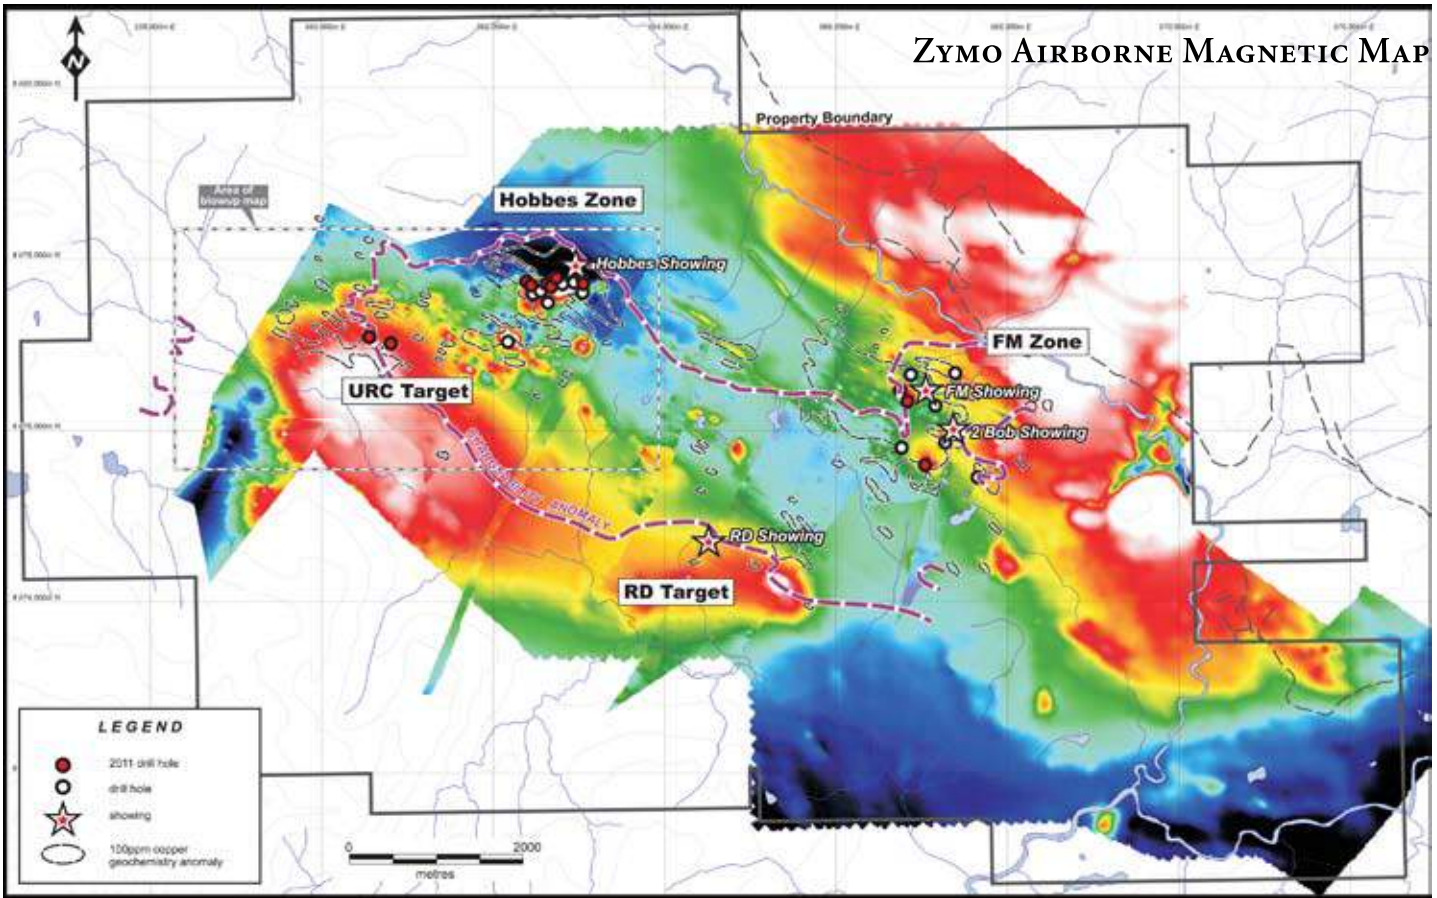 ZYMO AIRBORNE MAGNETIC MAP
N
Property Boundary
Area of
blowup map
Hobbes Zone
Hobbes Showing
FM Zone
URC Target
FM Showing
2 Bob Showing
ANOMALY
RD Showing
RD Target
LEGEND
2011 drill hole
drill hole
showing
100ppm copper
geochemistry anomaly
0 2000
metres